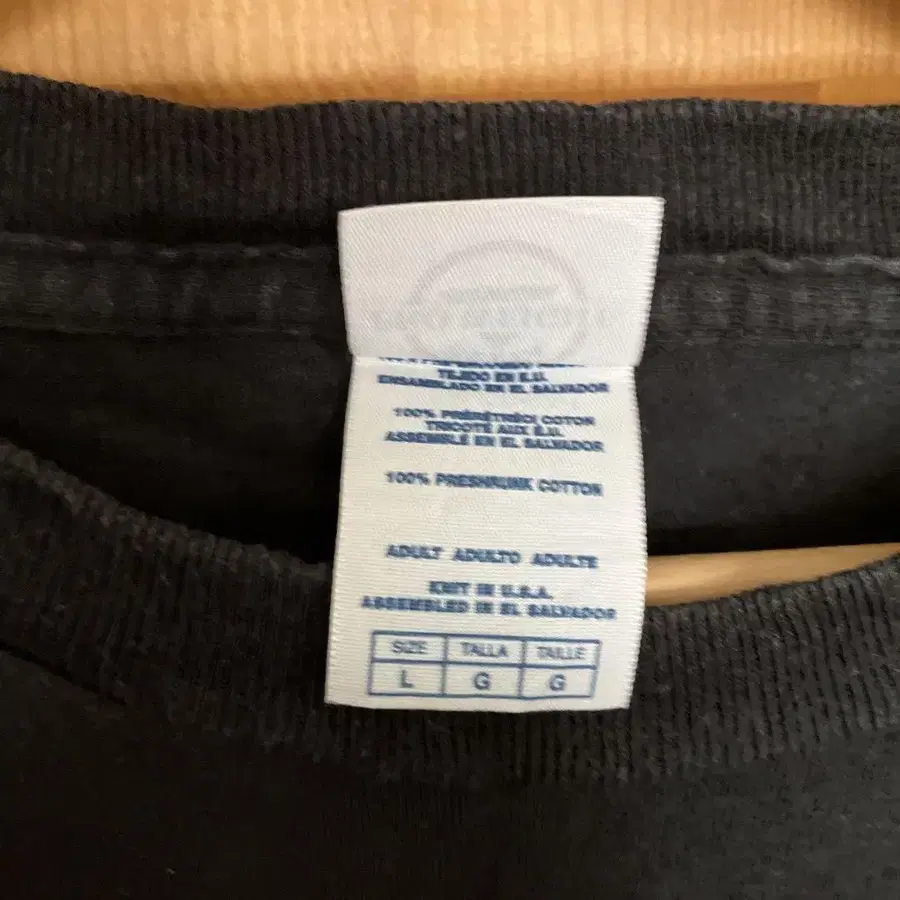 TEJIDO EN E.U.
ENSAMBLADO EN EL SALVADOR
100% PRÉRÉTRÉCI COTON
TRICOTÉ AUX É.U.
ASSEMBLÉ EN EL SALVADOR
100% PRESHRUNK COTTON
ADULT ADULTO ADULTE
KNIT IN U.S.A.
ASSEMBLED IN EL SALVADOR
SIZE TALLA TAILLE
L G G